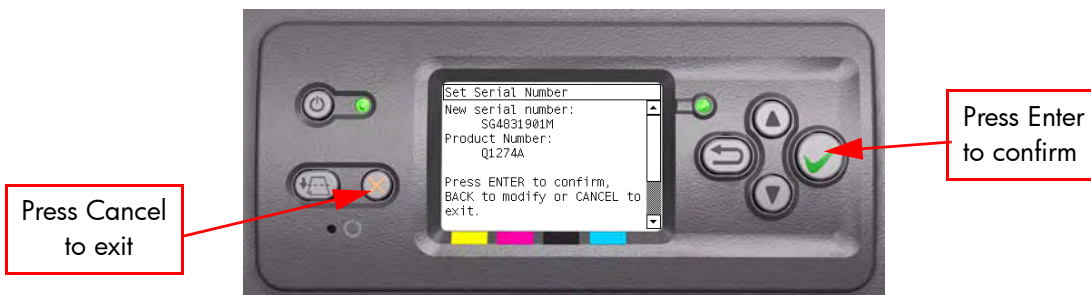 Set Serial Number
New serial number:
SG4831901M
Product Number:
Q1274A
Press ENTER to confirm,
BACK to modify or CANCEL to
exit.
Press Enter
to confirm
Press Cancel
to exit